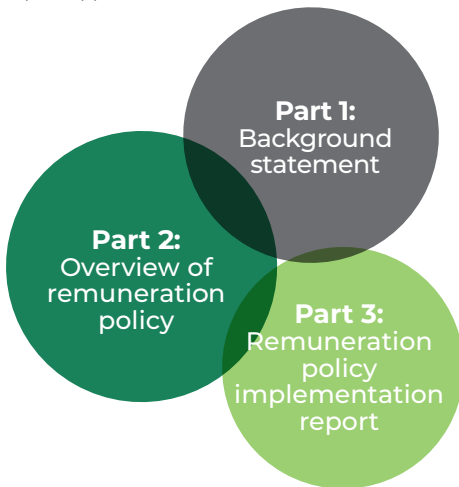 Part 1:
Background
statement
Part 2:
Overview of
remuneration
policy
Part 3:
Remuneration
policy
implementation
report